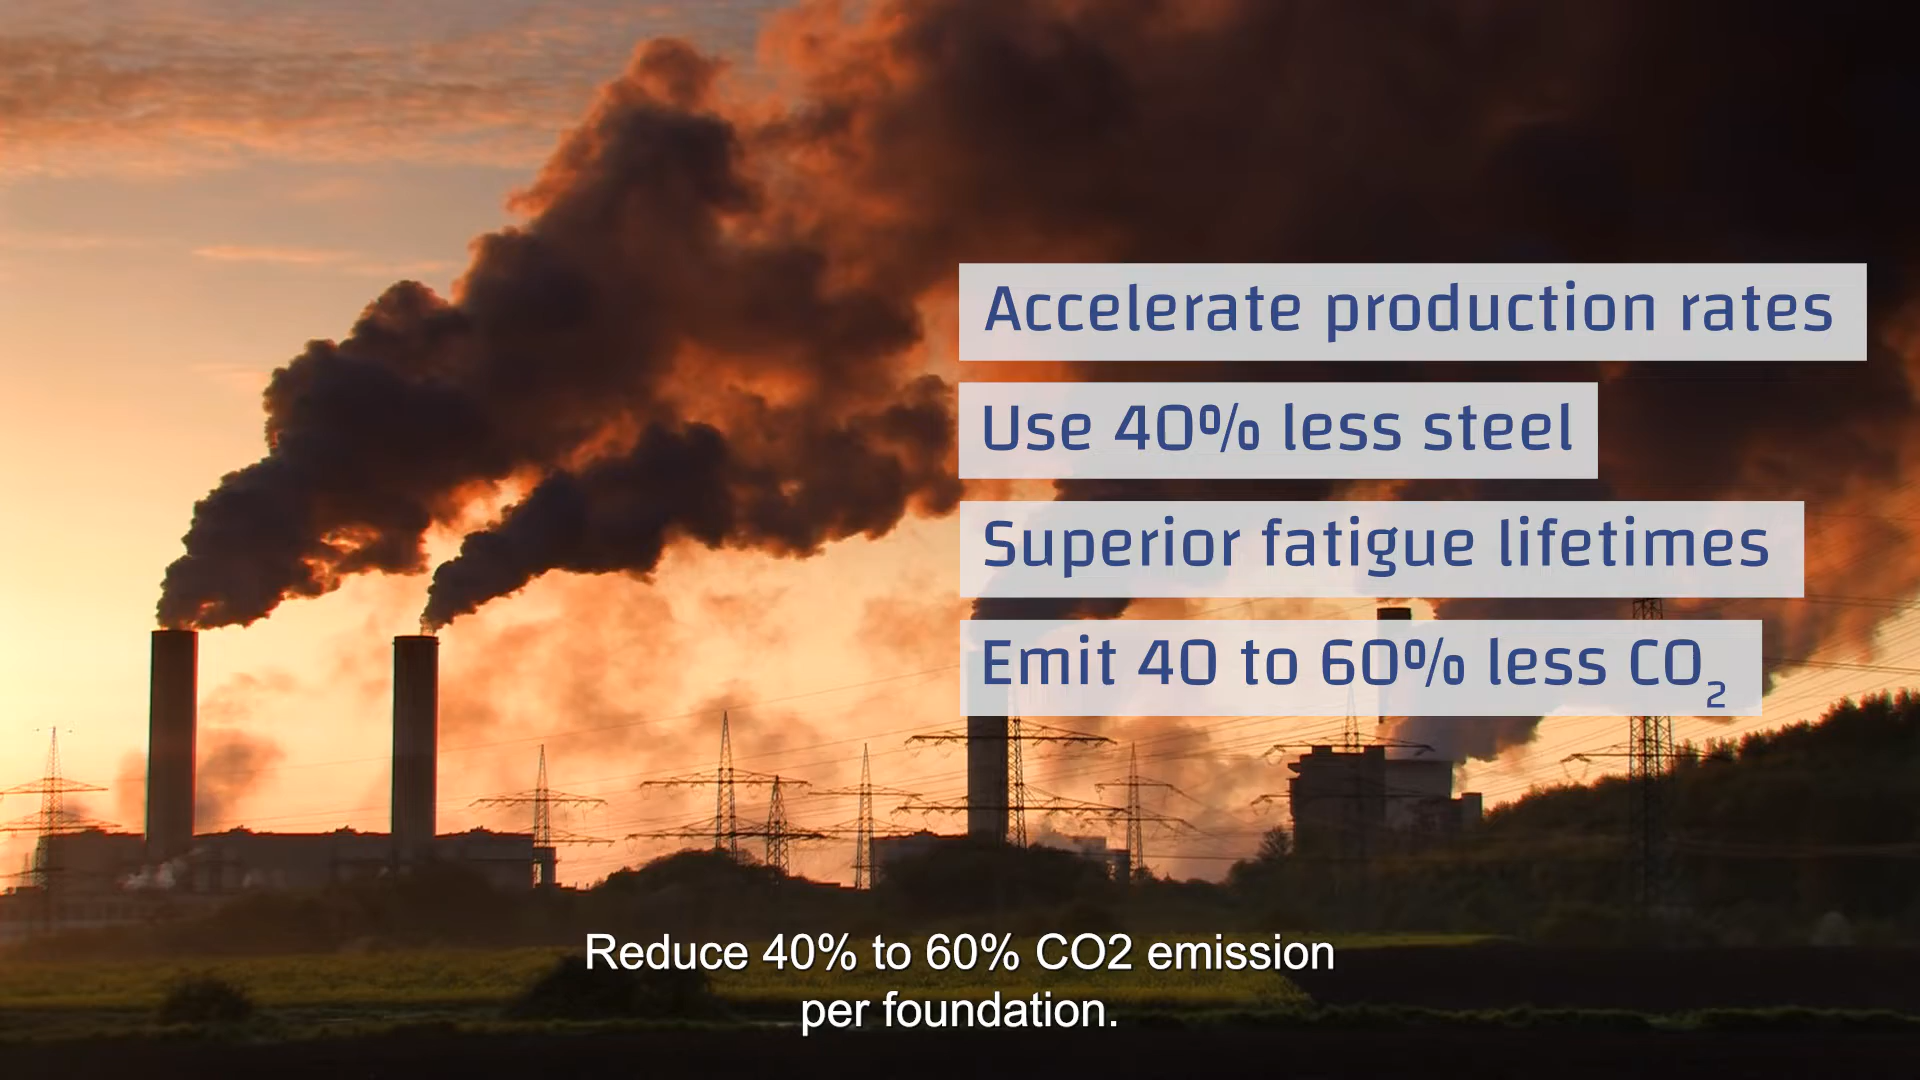 Accelerate production rates
Use 40% less steel
Superior fatigue lifetimes
Emit 40 to 60% less CO₂
Reduce 40% to 60% CO2 emission
per foundation.